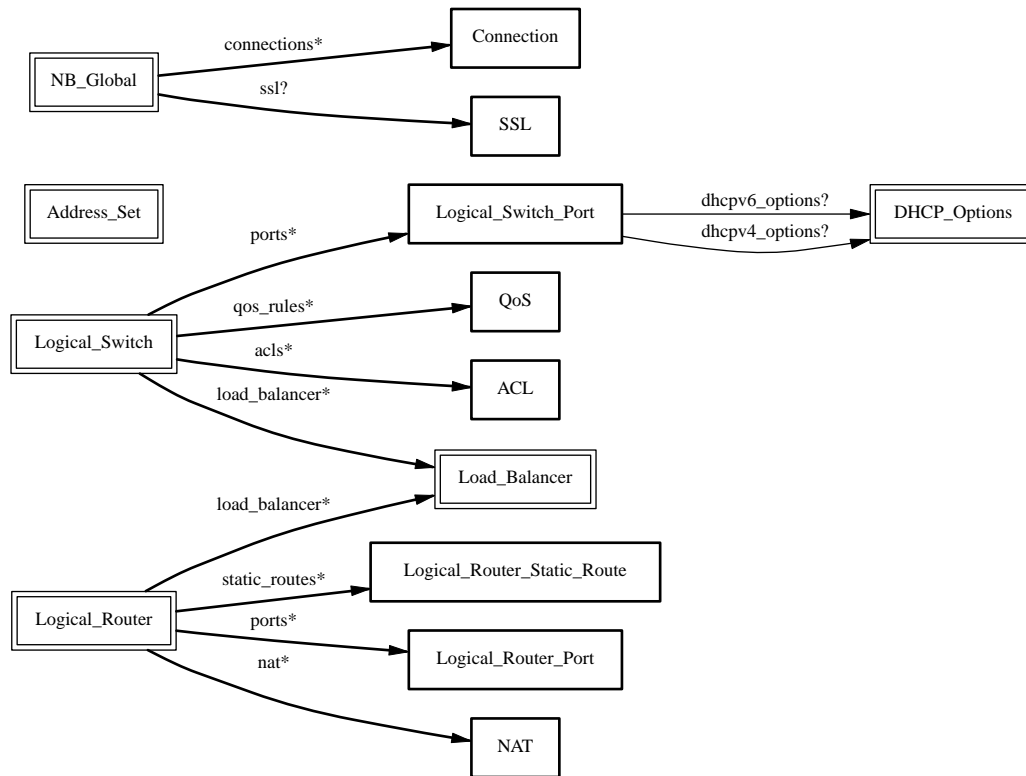 Connection
connections*
NB_Global
ssl?
SSL
Address_Set
Logical_Switch_Port
dhcpv6_options?
dhcpv4_options?
DHCP_Options
ports*
qos_rules*
QoS
Logical_Switch
acls*
ACL
load_balancer*
Load_Balancer
load_balancer*
static_routes*
Logical_Router_Static_Route
Logical_Router
ports*
Logical_Router_Port
nat*
NAT